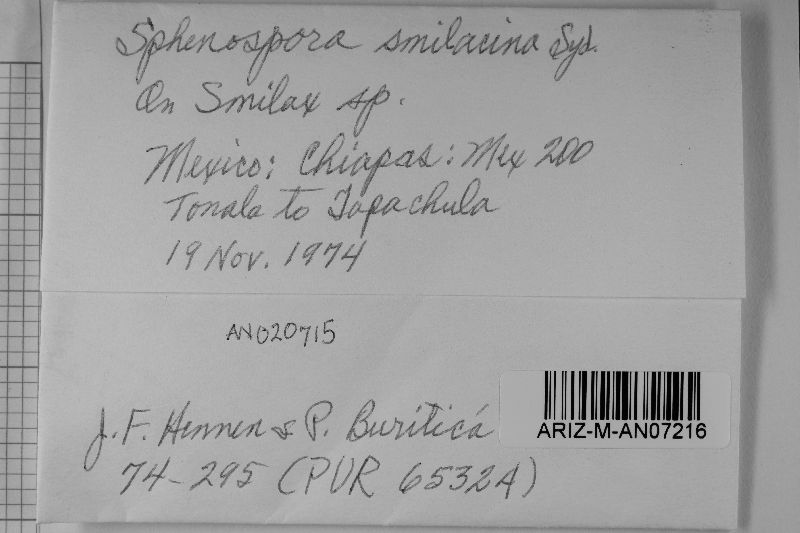 Sphenospora smilacina Syd.
On Smilax sp.
Mexico: Chiapas: Mex 200
Tonala to Tapachula
19 Nov. 1974
AN020715
J. F. Hennen & P. Buriticá
74-295 (PUR 65324)
ARIZ-M-AN07216